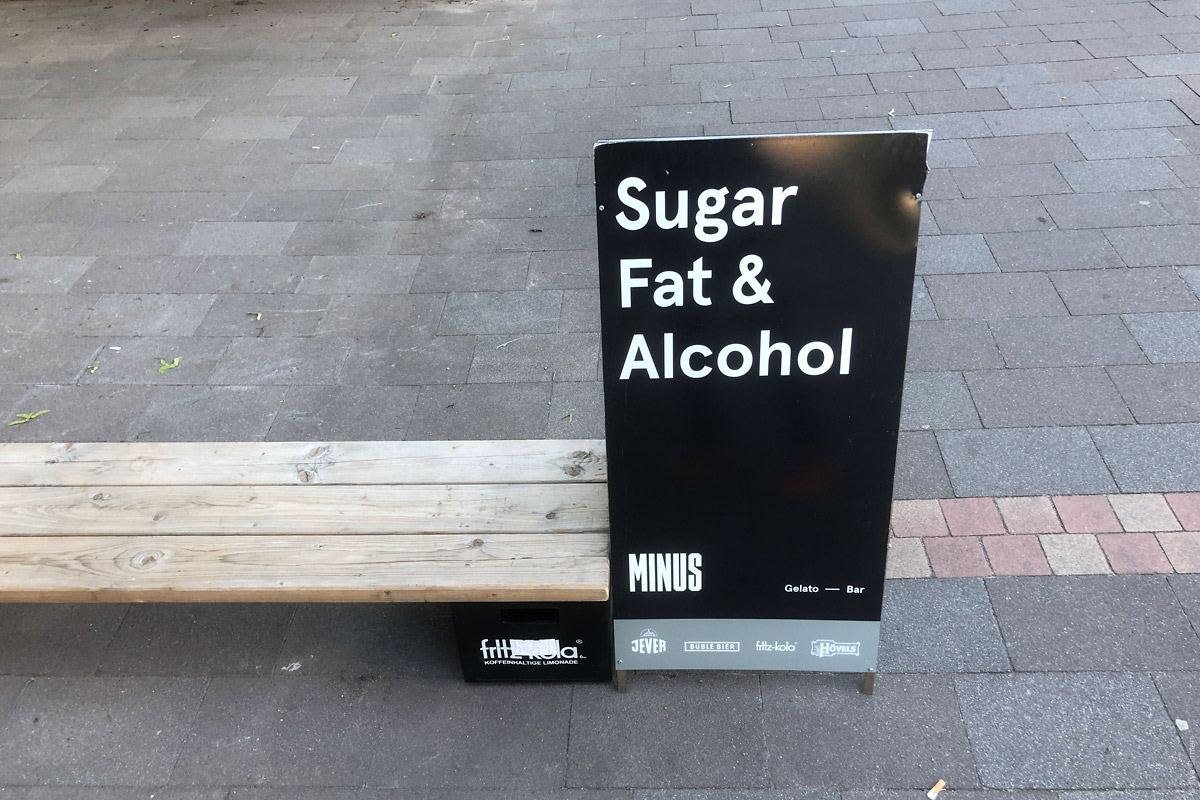 Sugar
Fat &
Alcohol
MINUS
Gelato — Bar
JEVER
BUBLE BIER
fritz-kola
HÖVELS
fritz-kola®
KOFFEINHALTIGE LIMONADE